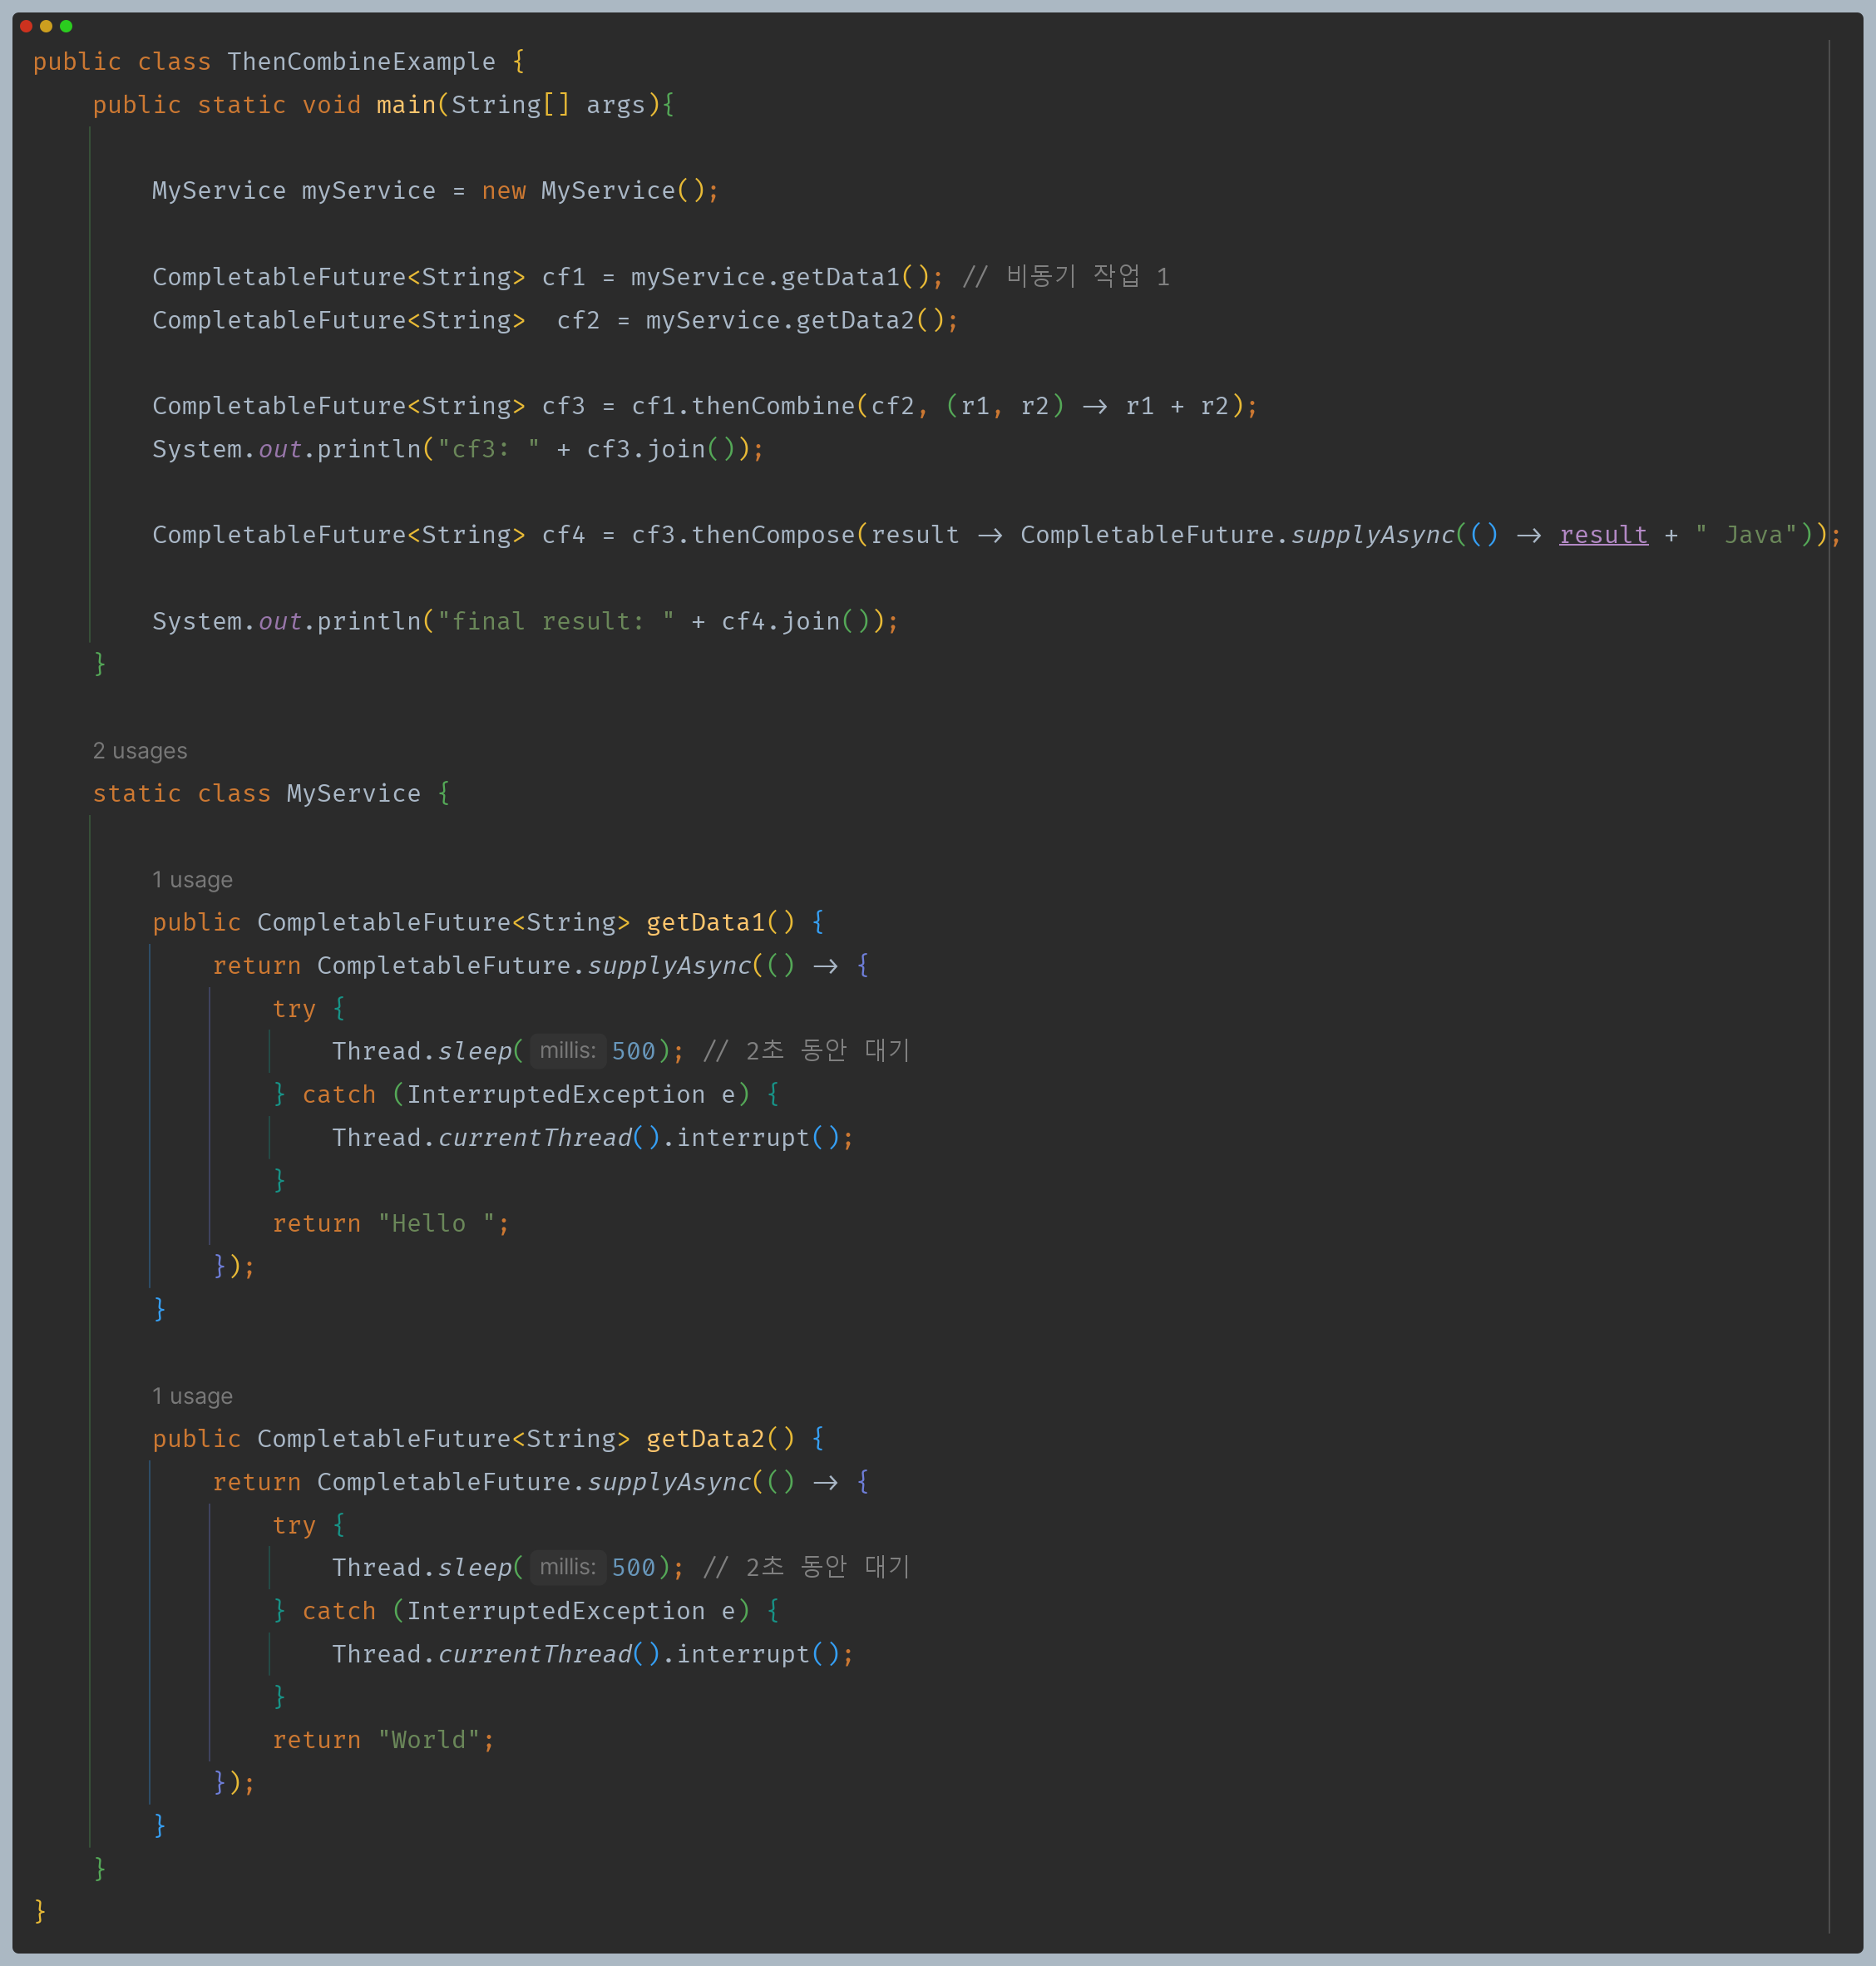 public class ThenCombineExample {
    public static void main(String[] args){

        MyService myService = new MyService();

        CompletableFuture<String> cf1 = myService.getData1(); // 비동기 작업 1
        CompletableFuture<String>  cf2 = myService.getData2();

        CompletableFuture<String> cf3 = cf1.thenCombine(cf2, (r1, r2) -> r1 + r2);
        System.out.println("cf3: " + cf3.join());

        CompletableFuture<String> cf4 = cf3.thenCompose(result -> CompletableFuture.supplyAsync(() -> result + " Java"));

        System.out.println("final result: " + cf4.join());
    }

    2 usages
    static class MyService {

        1 usage
        public CompletableFuture<String> getData1() {
            return CompletableFuture.supplyAsync(() -> {
                try {
                    Thread.sleep( millis: 500); // 2초 동안 대기
                } catch (InterruptedException e) {
                    Thread.currentThread().interrupt();
                }
                return "Hello ";
            });
        }

        1 usage
        public CompletableFuture<String> getData2() {
            return CompletableFuture.supplyAsync(() -> {
                try {
                    Thread.sleep( millis: 500); // 2초 동안 대기
                } catch (InterruptedException e) {
                    Thread.currentThread().interrupt();
                }
                return "World";
            });
        }
    }
}